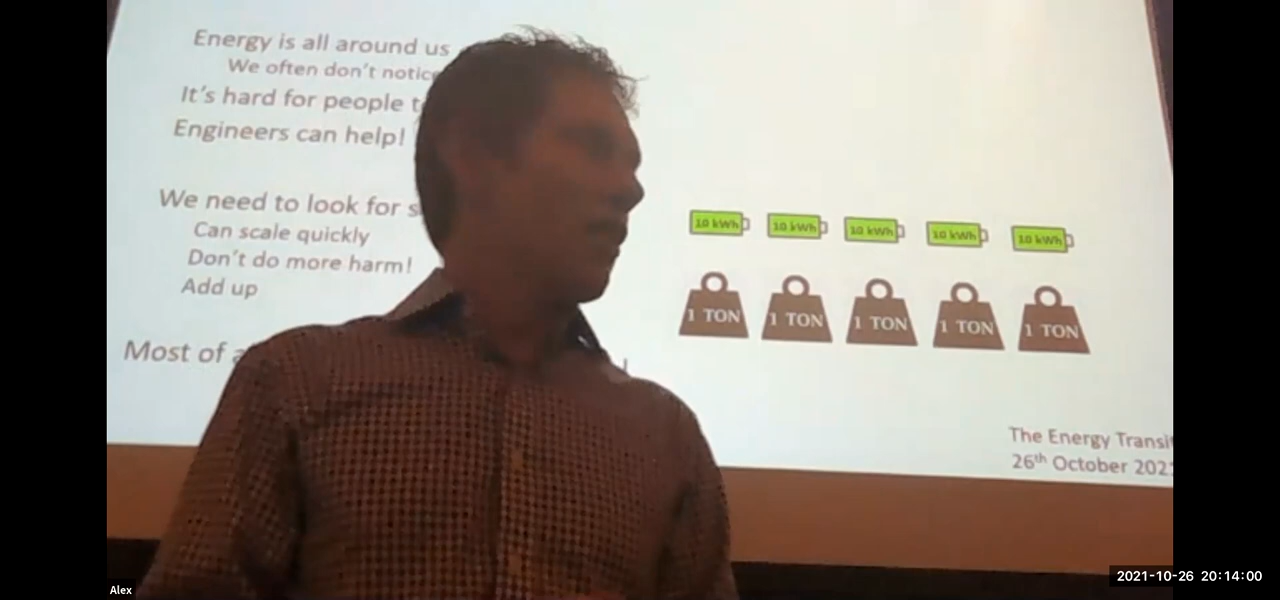 Energy is all around us
We often don't notice
It's hard for people
Engineers can help!
We need to look for
Can scale quickly
Don't do more harm!
Add up
Most of
10 kWh 10 kWh 10 kWh 10 kWh 10 kWh
1 TON 1 TON 1 TON 1 TON 1 TON
The Energy
26th October
Alex
2021-10-26 20:14:00